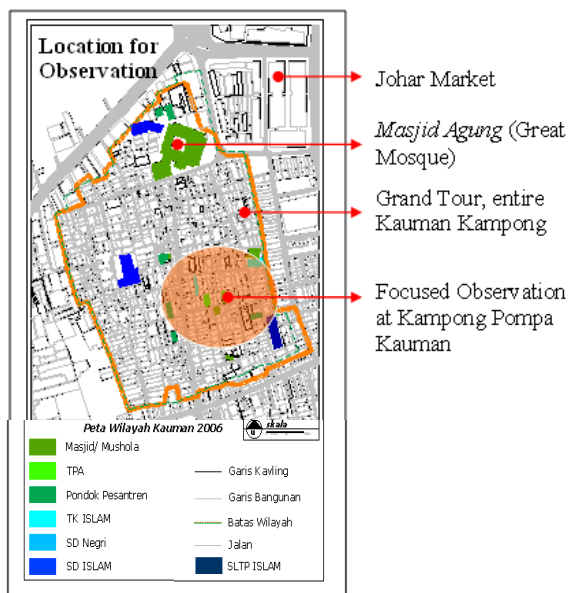 Location for
Observation
Johar Market
Masjid Agung (Great
Mosque)
Grand Tour, entire
Kauman Kampong
Focused Observation
at Kampong Pompa
Kauman
Peta Wilayah Kauman 2006
u
skala
Masjid/ Mushola
TPA
Pondok Pesantren
TK ISLAM
SD Negri
SD ISLAM
Garis Kavling
Garis Bangunan
Batas Wilayah
Jalan
SLTP ISLAM